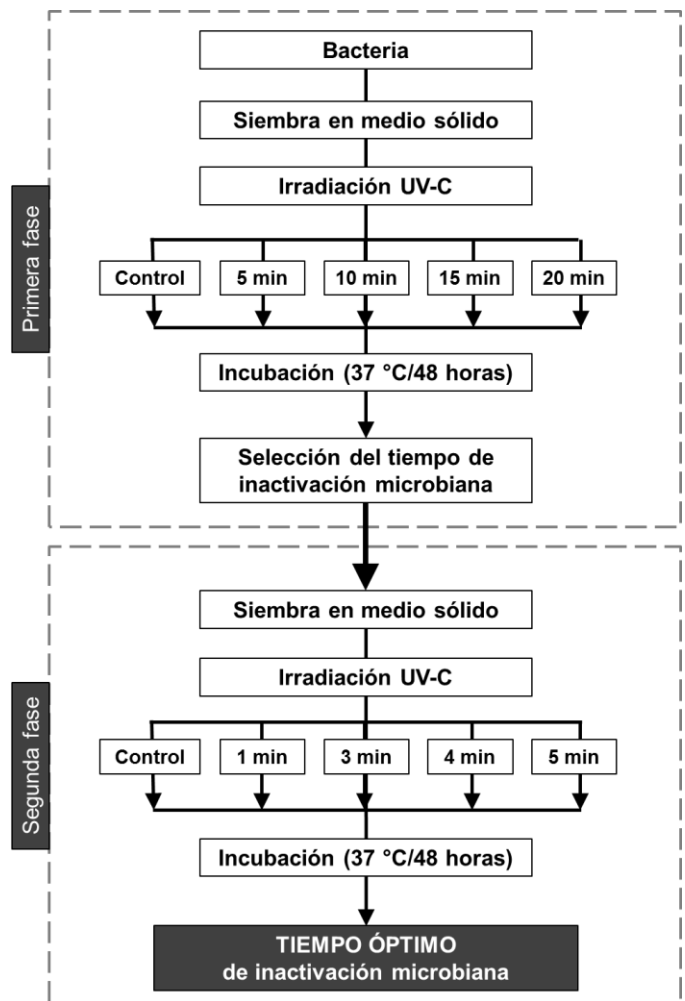 Primera fase
Bacteria
Siembra en medio sólido
Irradiación UV-C
Control
5 min
10 min
15 min
20 min
Incubación (37 °C/48 horas)
Selección del tiempo de
inactivación microbiana
Segunda fase
Siembra en medio sólido
Irradiación UV-C
Control
1 min
3 min
4 min
5 min
Incubación (37 °C/48 horas)
TIEMPO ÓPTIMO
de inactivación microbiana